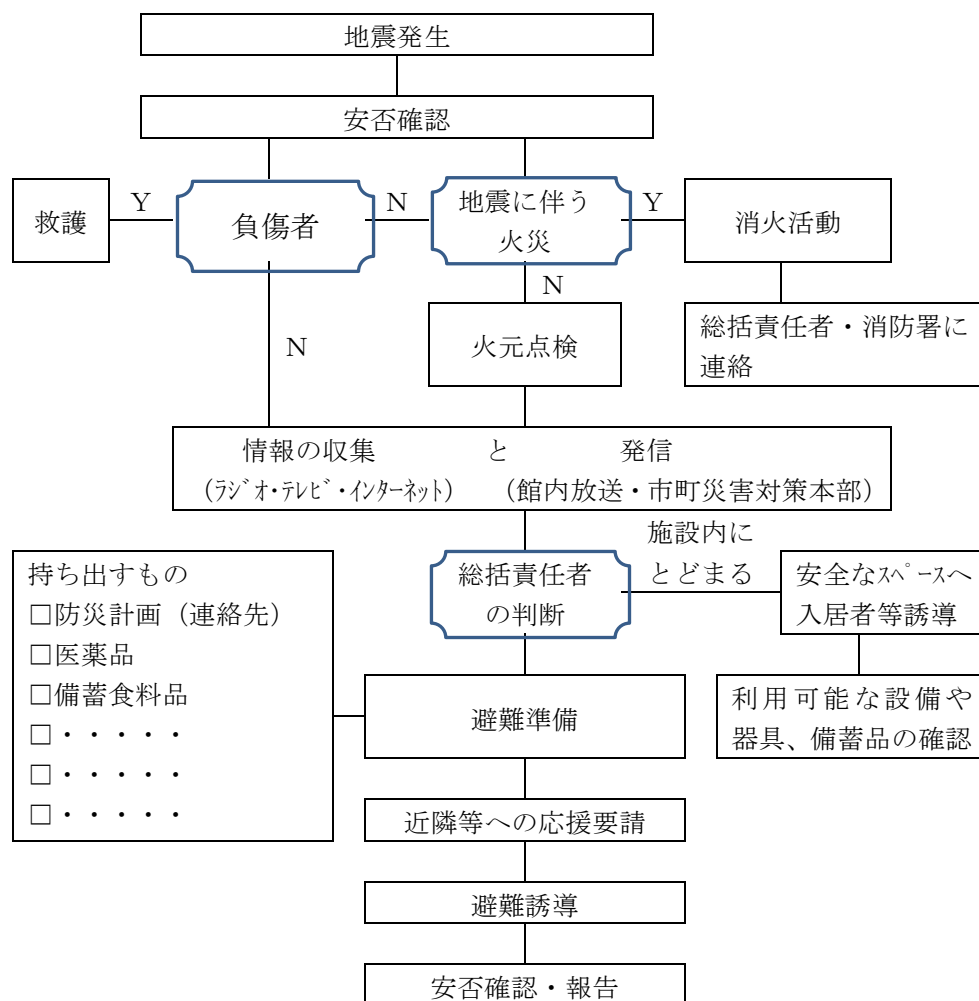 地震発生
安否確認
救護
Y
負傷者
N
地震に伴う
火災
Y
消火活動
N
N
火元点検
総括責任者・消防署に
連絡
情報の収集 と 発信
（ﾗｼﾞｵ・ﾃﾚﾋﾞ・ｲﾝﾀｰﾈｯﾄ） （館内放送・市町災害対策本部）
総括責任者
の判断
施設内に
とどまる
安全なｽﾍﾟｰｽへ
入居者等誘導
利用可能な設備や
器具、備蓄品の確認
持ち出すもの
□防災計画（連絡先）
□医薬品
□備蓄食料品
□・・・・・
□・・・・・
□・・・・・
避難準備
近隣等への応援要請
避難誘導
安否確認・報告